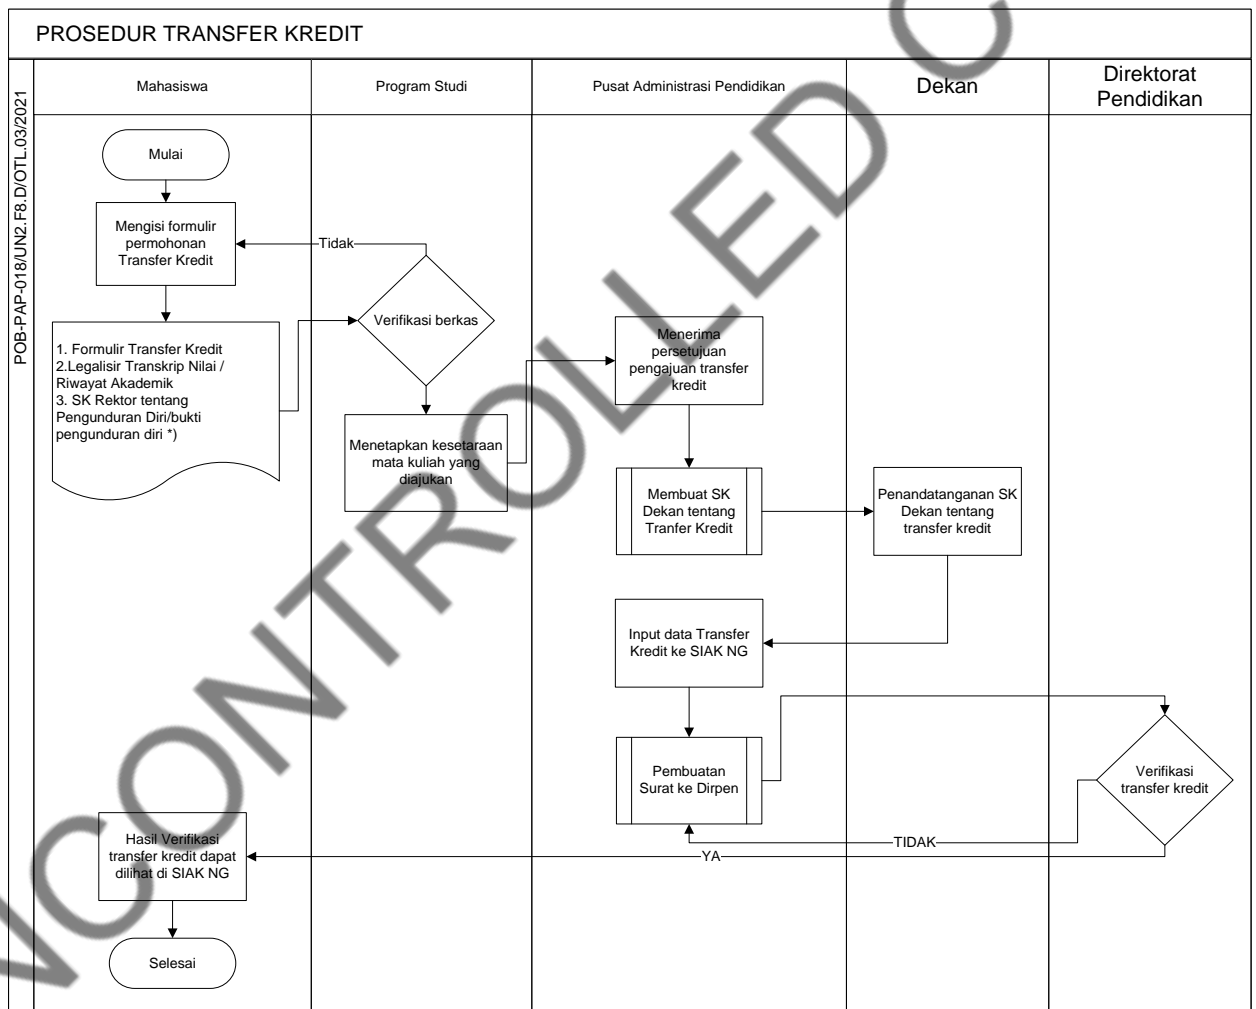 PROSEDUR TRANSFER KREDIT
POB-PAP-018/UN2.F8.D/OTL.03/2021
Mahasiswa
Program Studi
Pusat Administrasi Pendidikan
Dekan
Direktorat
Pendidikan
Mulai
Mengisi formulir
permohonan
Transfer Kredit
Tidak
1. Formulir Transfer Kredit
2.Legalisir Transkrip Nilai /
Riwayat Akademik
3. SK Rektor tentang
Pengunduran Diri/bukti
pengunduran diri *)
Verifikasi berkas
Menetapkan kesetaraan
mata kuliah yang
diajukan
Menerima
persetujuan
pengajuan transfer
kredit
Membuat SK
Dekan tentang
Tranfer Kredit
Penandatanganan SK
Dekan tentang
transfer kredit
Input data Transfer
Kredit ke SIAK NG
Pembuatan
Surat ke Dirpen
Verifikasi
transfer kredit
TIDAK
YA
Hasil Verifikasi
transfer kredit dapat
dilihat di SIAK NG
Selesai
NCONTROLLED C